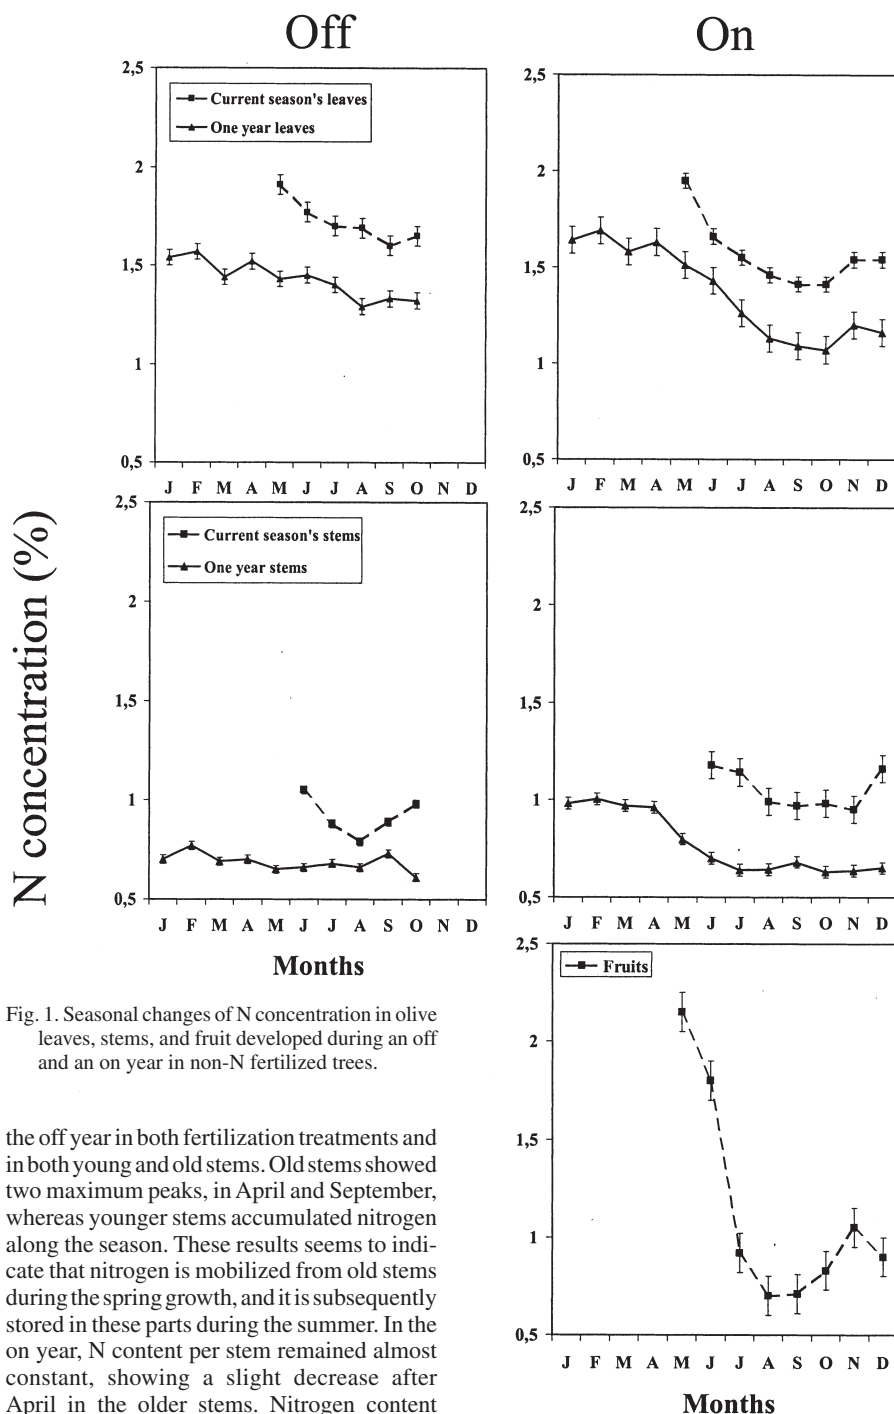 Off
On
N concentration (%)
2,5
2
1,5
1
0,5
Current season's leaves
One year leaves
J F M A M J J A S O N D
2,5
2
1,5
1
0,5
J F M A M J J A S O N D
2,5
2
1,5
1
0,5
Current season's stems
One year stems
J F M A M J J A S O N D
Months
2,5
2
1,5
1
0,5
J F M A M J J A S O N D
2,5
2
1,5
1
0,5
Fruits
J F M A M J J A S O N D
Months
Fig. 1. Seasonal changes of N concentration in olive
leaves, stems, and fruit developed during an off
and an on year in non-N fertilized trees.
the off year in both fertilization treatments and
in both young and old stems. Old stems showed
two maximum peaks, in April and September,
whereas younger stems accumulated nitrogen
along the season. These results seems to indi-
cate that nitrogen is mobilized from old stems
during the spring growth, and it is subsequently
stored in these parts during the summer. In the
on year, N content per stem remained almost
constant, showing a slight decrease after
April in the older stems. Nitrogen content